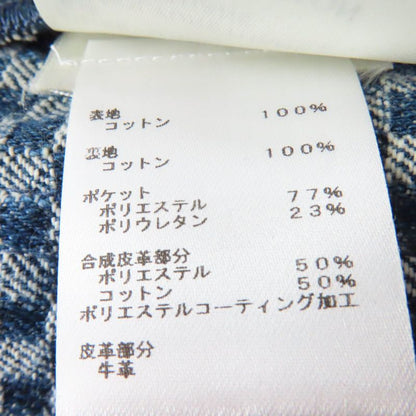 表地 100%
コットン
裏地 100%
コットン
ポケット 77%
ポリエステル 23%
ポリウレタン
合成皮革部分
ポリエステル 50%
コットン 50%
ポリエステルコーティング加工
皮革部分
牛革